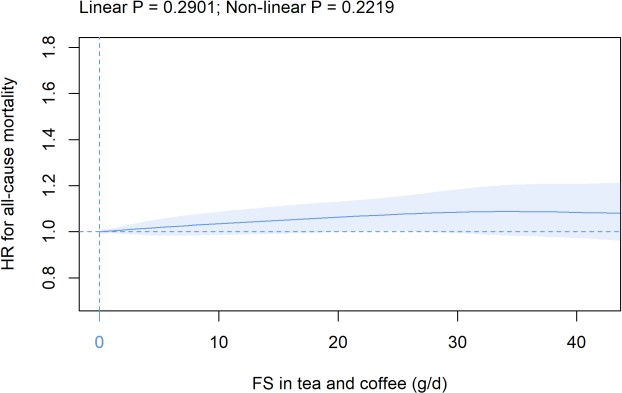 Linear P = 0.2901; Non-linear P = 0.2219
HR for all-cause mortality
1.8
1.6
1.4
1.2
1.0
0.8
0 10 20 30 40
FS in tea and coffee (g/d)